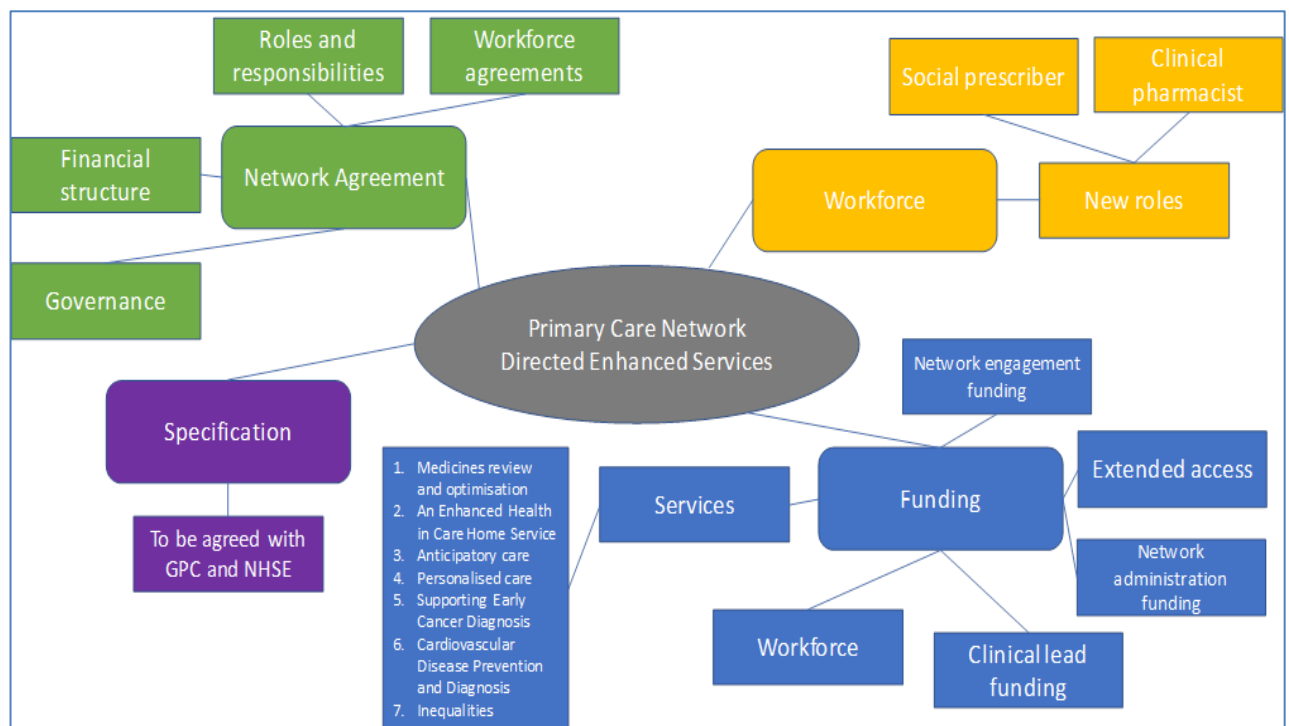 Roles and
responsibilities
Workforce
agreements
Financial
structure
Network Agreement
Governance
Social prescriber
Clinical
pharmacist
Workforce
New roles
Primary Care Network
Directed Enhanced Services
Specification
To be agreed with
GPC and NHSE
Network engagement
funding
Funding
Extended access
Network
administration
funding
Services
1. Medicines review
and optimisation
2. An Enhanced Health
in Care Home Service
3. Anticipatory care
4. Personalised care
5. Supporting Early
Cancer Diagnosis
6. Cardiovascular
Disease Prevention
and Diagnosis
7. Inequalities
Workforce
Clinical lead
funding